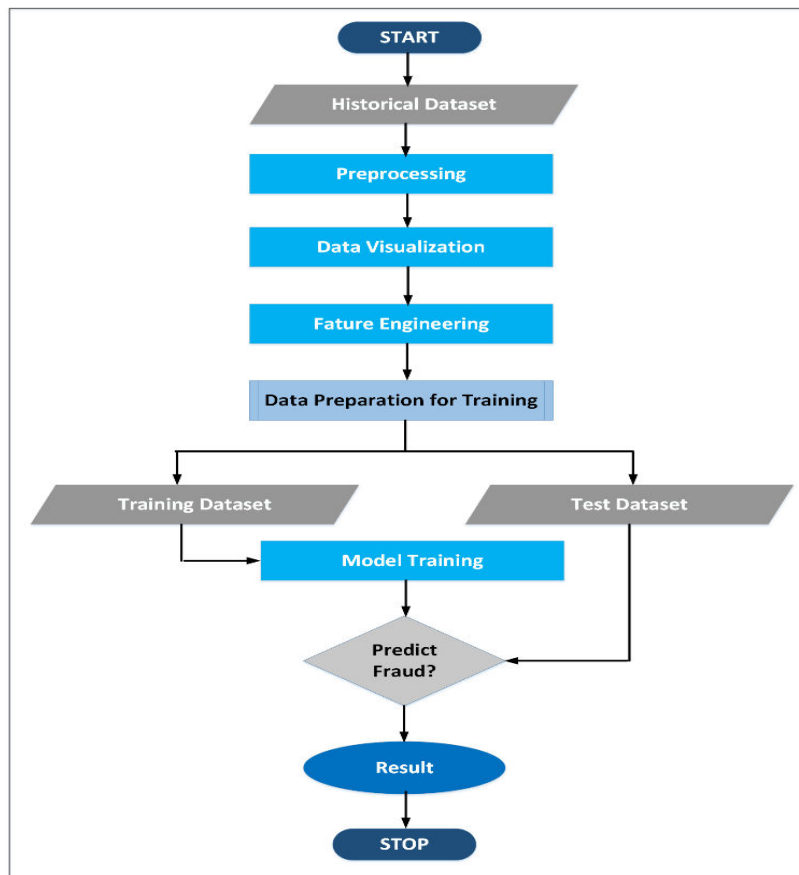 START
Historical Dataset
Preprocessing
Data Visualization
Fature Engineering
Data Preparation for Training
Training Dataset
Test Dataset
Model Training
Predict
Fraud?
Result
STOP